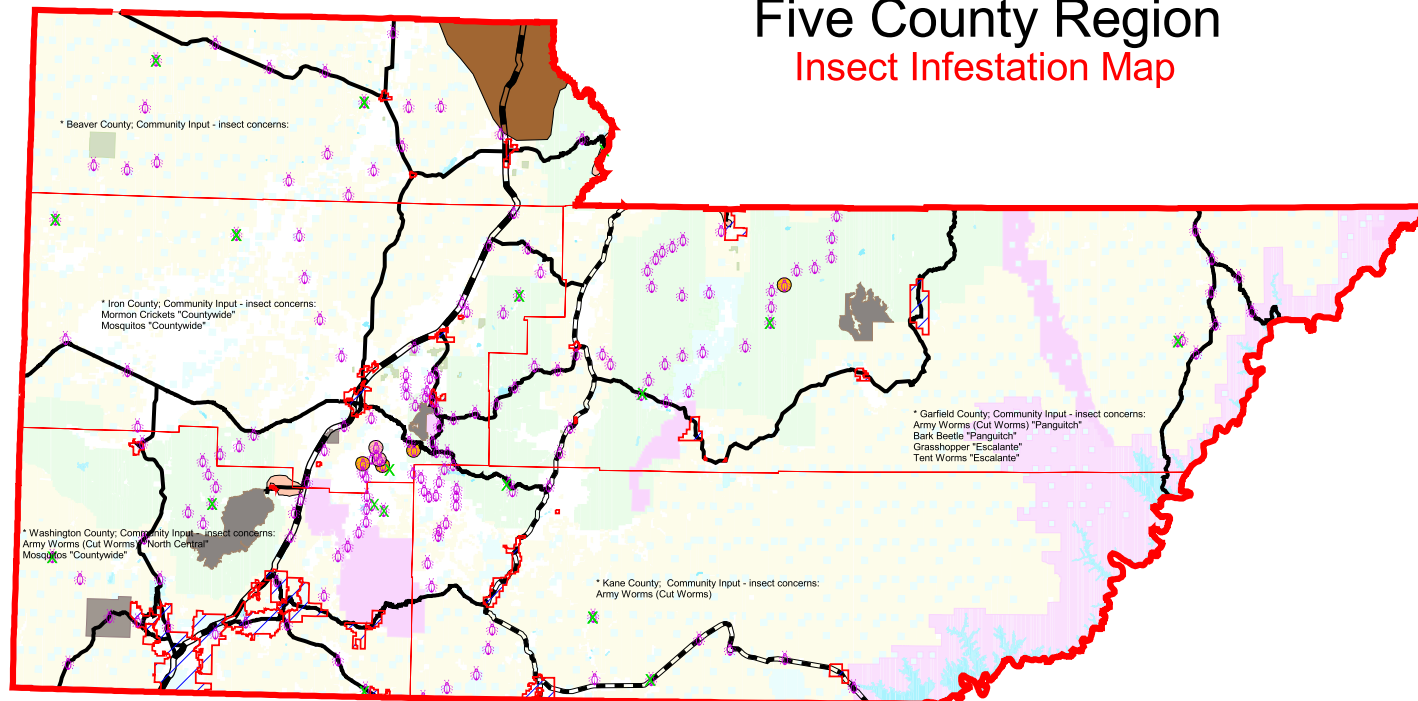 Five County Region
Insect Infestation Map
* Beaver County; Community Input - insect concerns:
* Iron County; Community Input - insect concerns:
Mormon Crickets "Countywide"
Mosquitos "Countywide"
* Garfield County; Community Input - insect concerns:
Army Worms (Cut Worms) "Panguitch"
Bark Beetle "Panguitch"
Grasshopper "Escalante"
Tent Worms "Escalante"
* Washington County; Community Input - insect concerns:
Army Worms (Cut Worms) "North Central"
Mosquitos "Countywide"
* Kane County; Community Input - insect concerns:
Army Worms (Cut Worms)